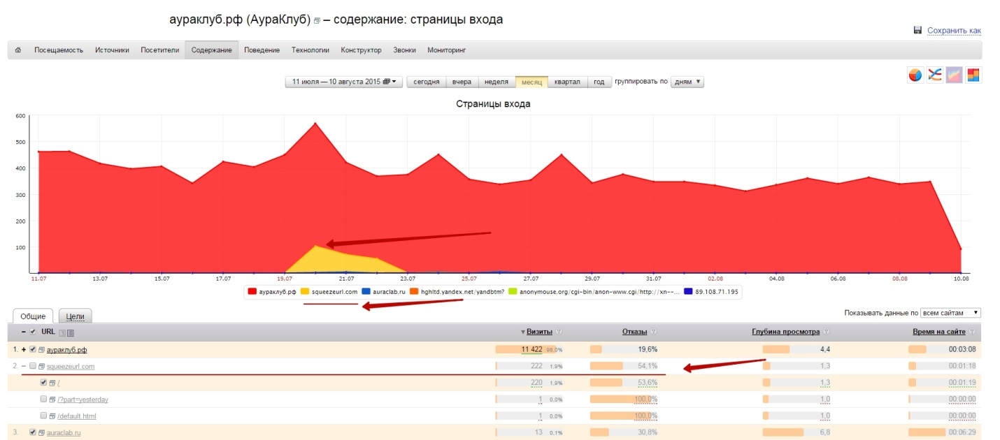 аураклуб.рф (АураКлуб) – содержание: страницы входа
Сохранить как
Посещаемость Источники Посетители Содержание Поведение Технологии Конструктор Звонки Мониторинг
11 июля — 10 августа 2015 сегодня вчера неделя месяц квартал год группировать по дням
Страницы входа
600
500
400
300
200
100
11.07 13.07 15.07 17.07 19.07 21.07 23.07 25.07 27.07 29.07 31.07 02.08 04.08 06.08 08.08 10.08
аураклуб.рф squeezeurl.com auraclab.ru hghltd.yandex.net/yandbtm? anonymouse.org/cgi-bin/anon-www.cgi/http://xn--... 89.108.71.195
Общие Цели Показывать данные по всем сайтам
– URL Визиты ? Отказы ? Глубина просмотра ? Время на сайте ?
1. + аураклуб.рф 11 422 98,0% 19,6% 4,4 00:03:08
2. – squeezeurl.com 222 1,9% 54,1% 1,3 00:01:18
/ 220 1,9% 53,6% 1,3 00:01:19
/?part=yesterday 1 0,0% 100,0% 1,0 00:00:00
/default.html 1 0,0% 100,0% 1,0 00:00:00
3. auraclab.ru 13 0,1% 30,8% 6,8 00:06:29